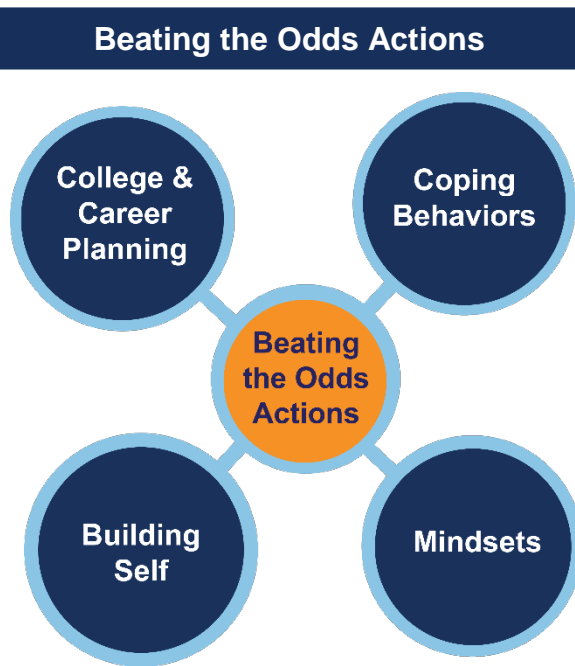 Beating the Odds Actions
College &
Career
Planning
Coping
Behaviors
Beating
the Odds
Actions
Building
Self
Mindsets